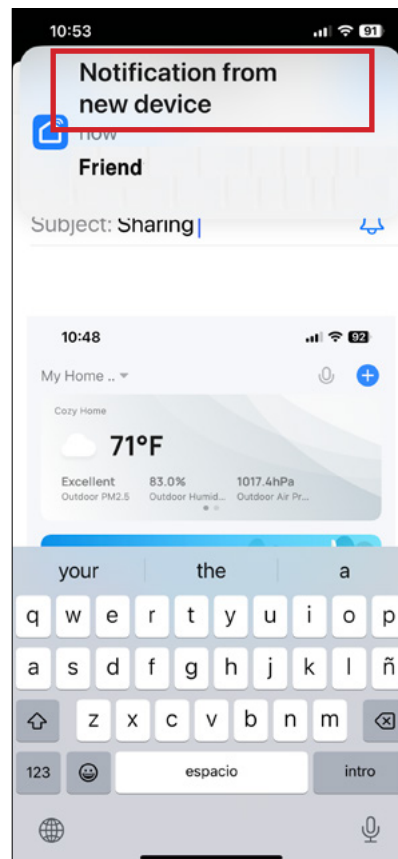 10:53
91
Notification from
new device
now
Friend
Subject: Sharing
10:48
92
My Home ..
Cozy Home
71°F
Excellent 83.0% 1017.4hPa
Outdoor PM2.5 Outdoor Humid... Outdoor Air Pr...
your the a
q w e r t y u i o p
a s d f g h j k l ñ
z x c v b n m
123 espacio intro